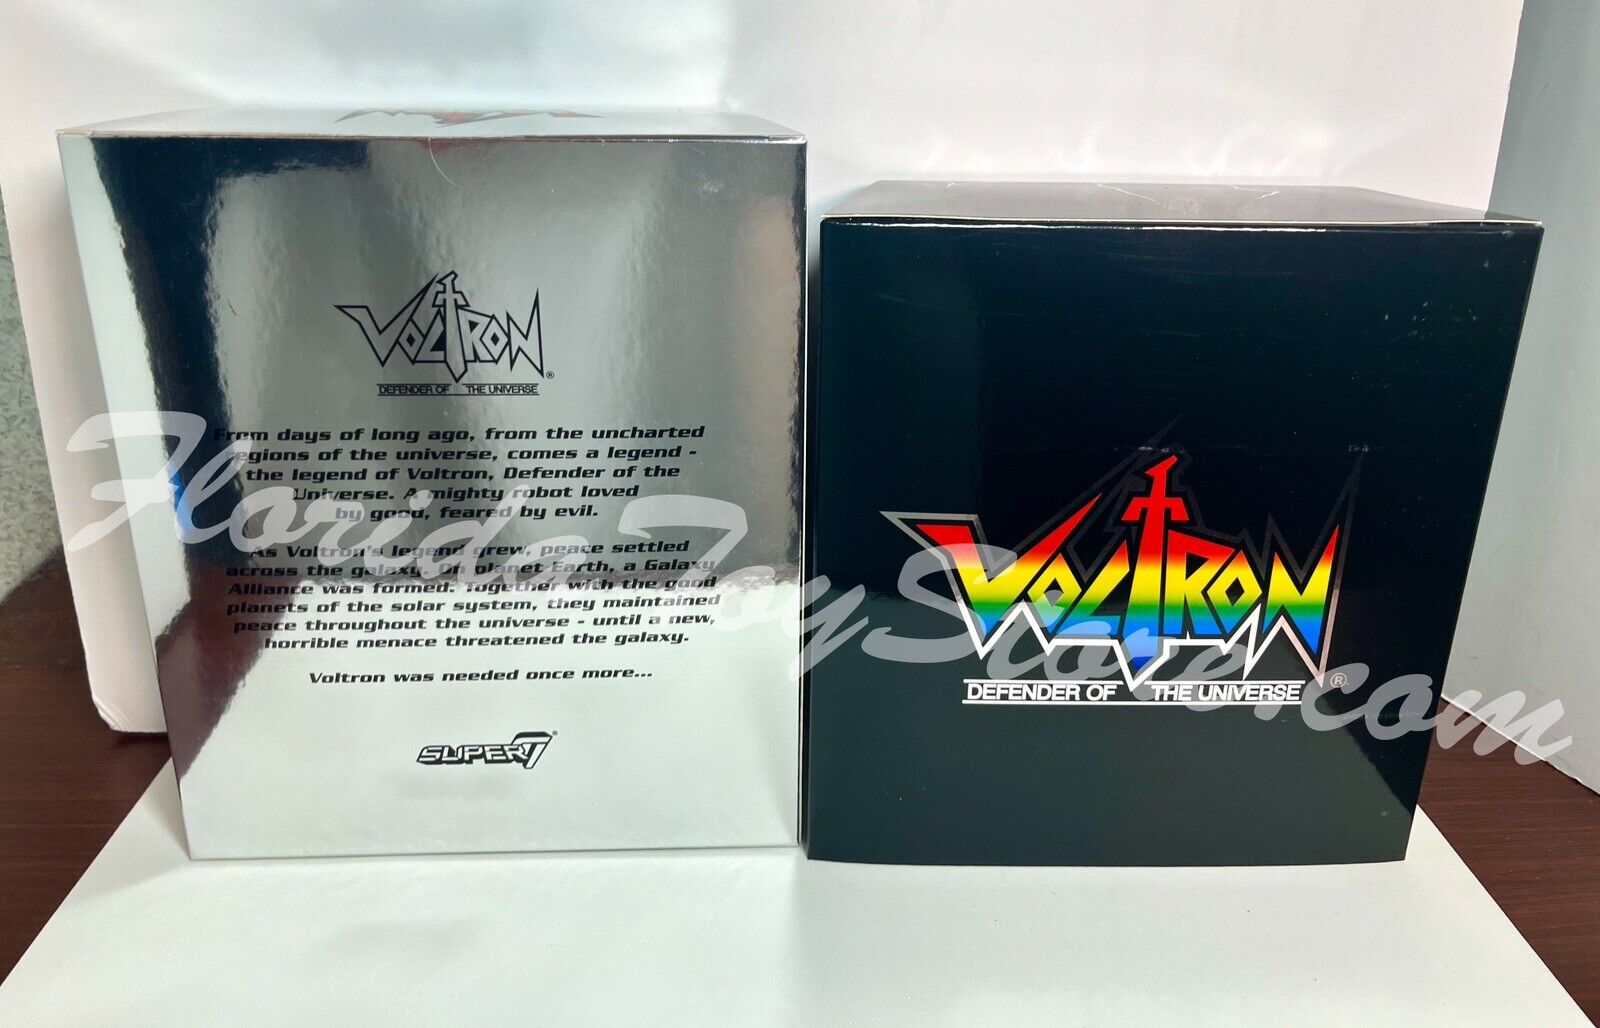 VOLTRON
®
DEFENDER OF THE UNIVERSE
From days of long ago, from the uncharted
regions of the universe, comes a legend -
the legend of Voltron, Defender of the
Universe. A mighty robot loved
by good, feared by evil.
As Voltron's legend grew, peace settled
across the galaxy. On planet Earth, a Galaxy
Alliance was formed. Together with the good
planets of the solar system, they maintained
peace throughout the universe - until a new,
horrible menace threatened the galaxy.
Voltron was needed once more...
SUPER7®
VOLTRON
®
DEFENDER OF THE UNIVERSE
FloridaToyStore.com